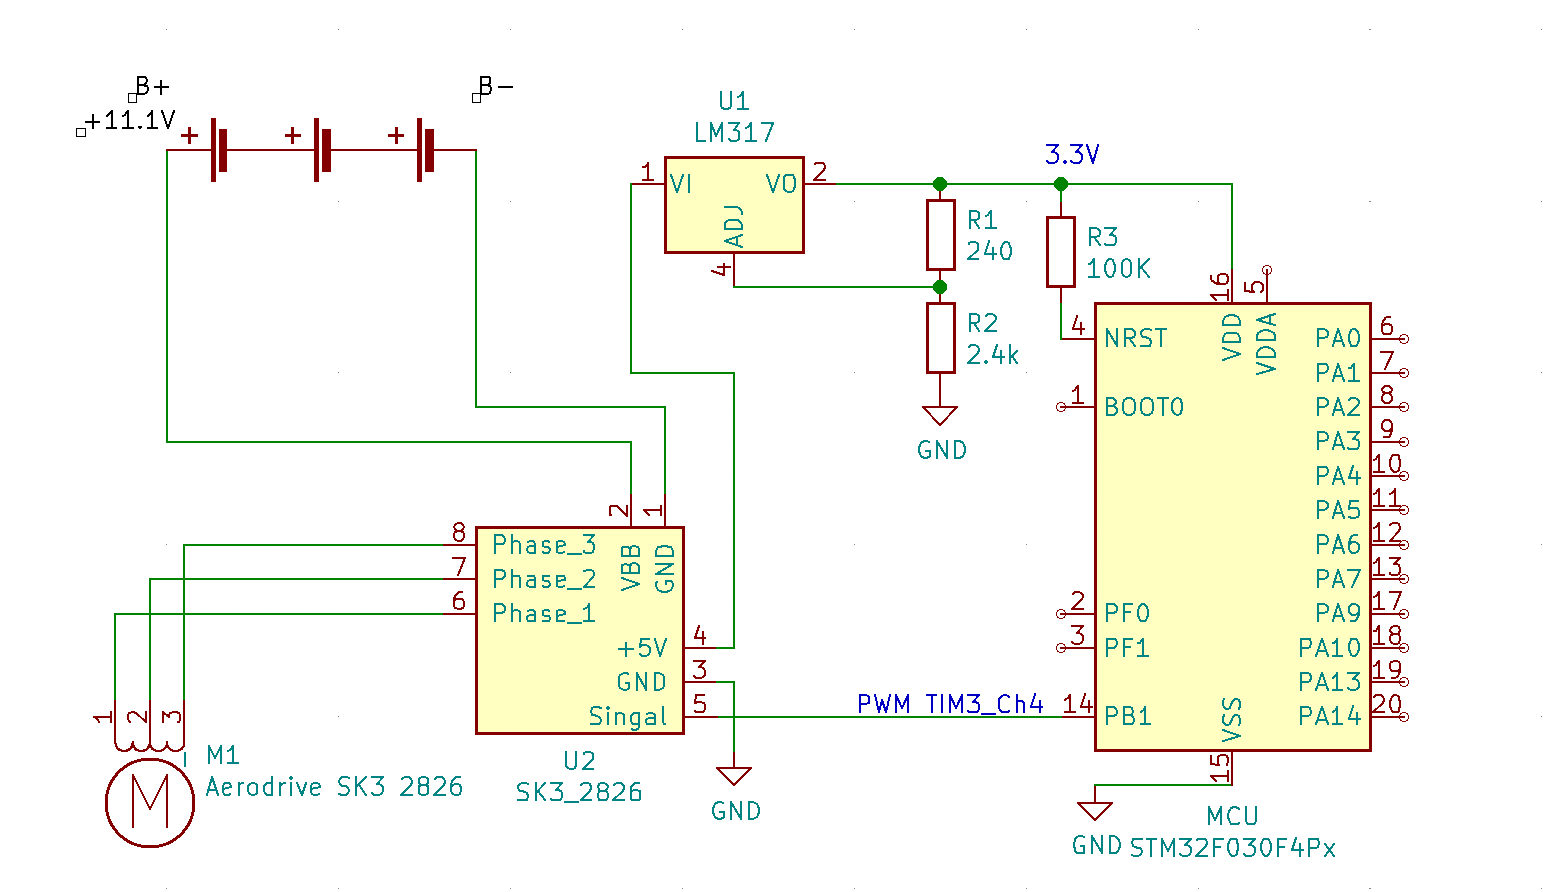 B+
+11.1V
+
+
+
B-
U1
LM317
1
VI
VO
2
ADJ
4
3.3V
R1
240
R2
2.4k
GND
R3
100K
16
5
VDD
VDDA
4
NRST
1
BOOT0
2
PF0
3
PF1
14
PB1
PA0
6
PA1
7
PA2
8
PA3
9
PA4
10
PA5
11
PA6
12
PA7
13
PA9
17
PA10
18
PA13
19
PA14
20
VSS
15
GND
MCU
STM32F030F4Px
PWM TIM3_Ch4
2
1
VBB
GND
8
Phase_3
7
Phase_2
6
Phase_1
+5V
4
GND
3
Singal
5
U2
SK3_2826
GND
1
2
3
M
M1
Aerodrive SK3 2826